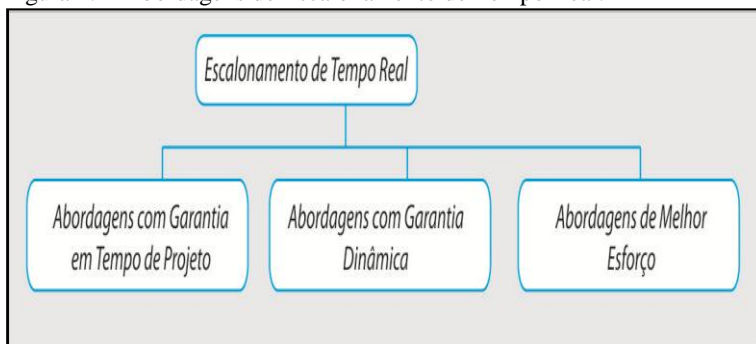 Escalonamento de Tempo Real
Abordagens com Garantia
em Tempo de Projeto
Abordagens com Garantia
Dinâmica
Abordagens de Melhor
Esforço